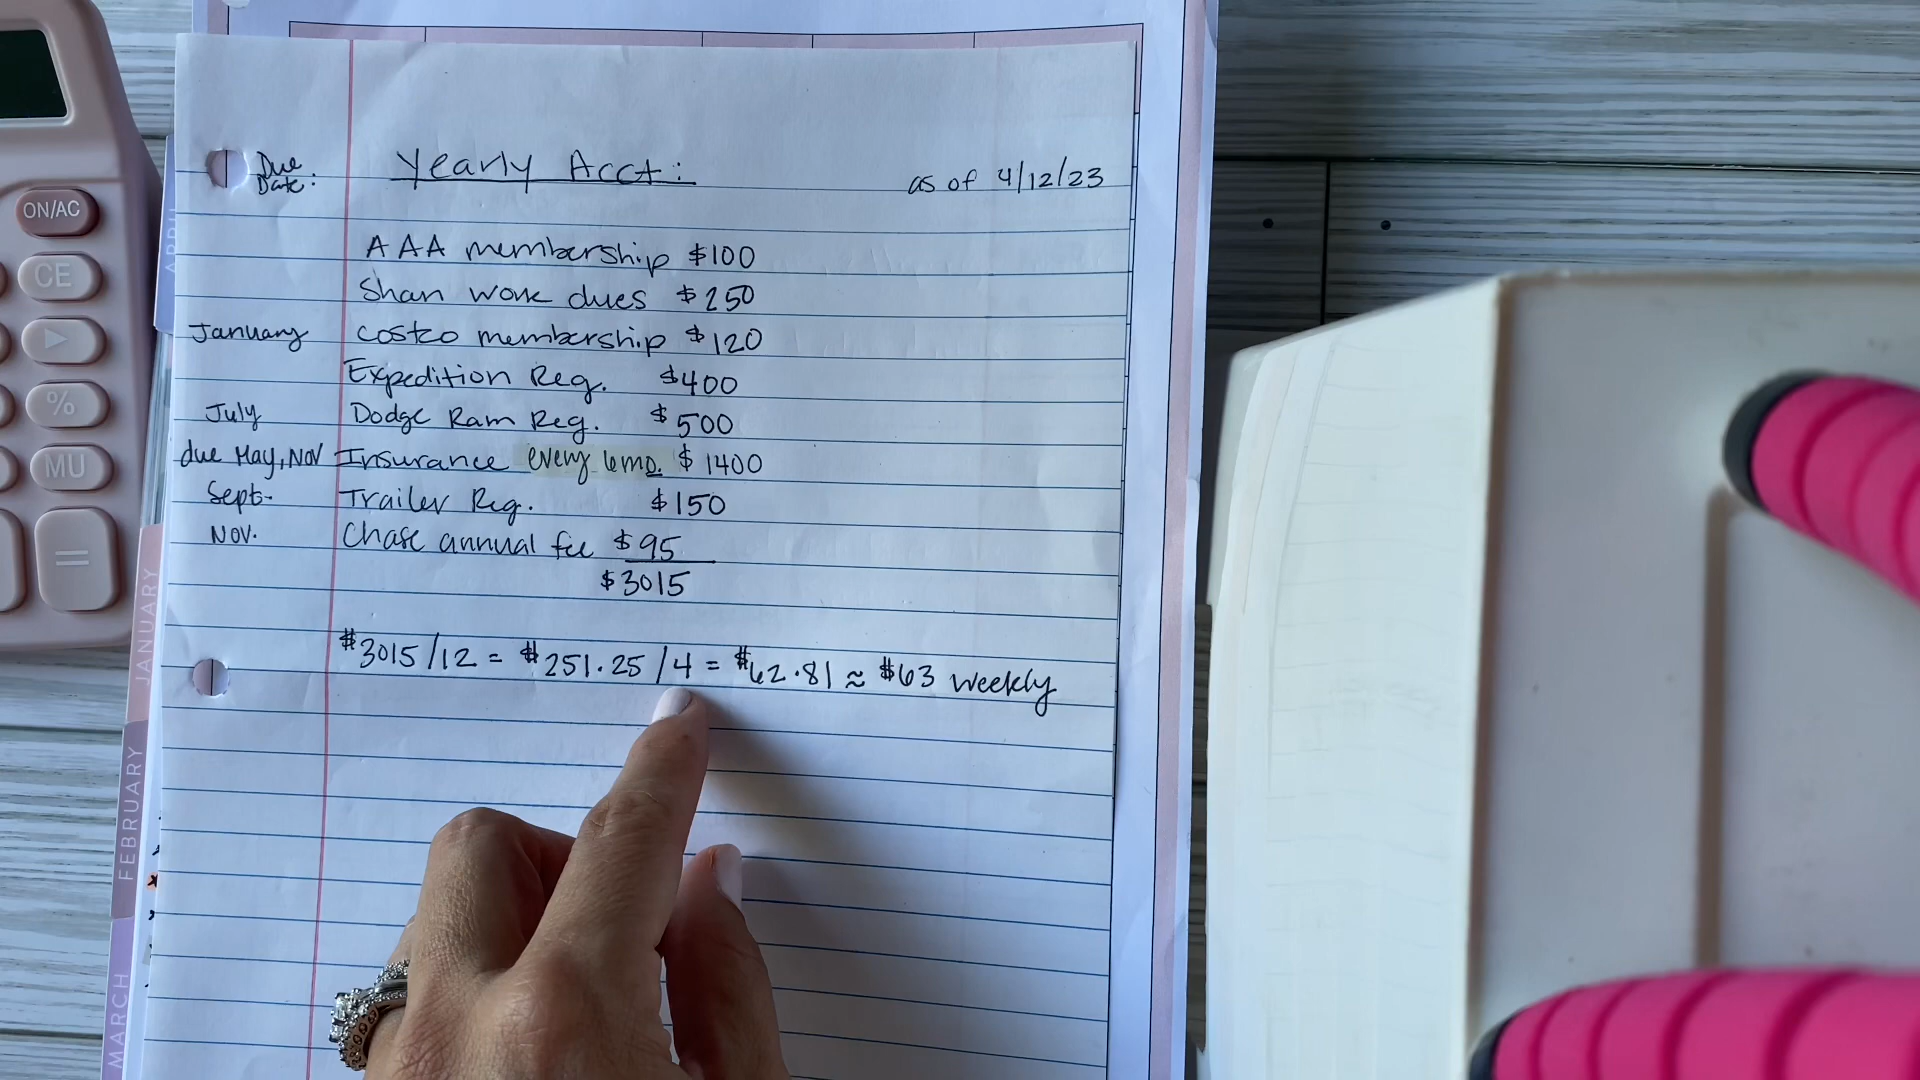 Due
Date:
Yearly Acct:
as of 4/12/23
AAA membership $100
Shan work dues $250
January costco membership $120
Expedition Reg. $400
July Dodge Ram Reg. $500
due May, Nov Insurance every 6mo. $1400
Sept. Trailer Reg. $150
Nov. Chase annual fee $95
$3015
$3015/12 = $251.25/4 = $62.81 ≈ $63 weekly
ON/AC
CE
%
MU
=
APRIL
JANUARY
FEBRUARY
MARCH